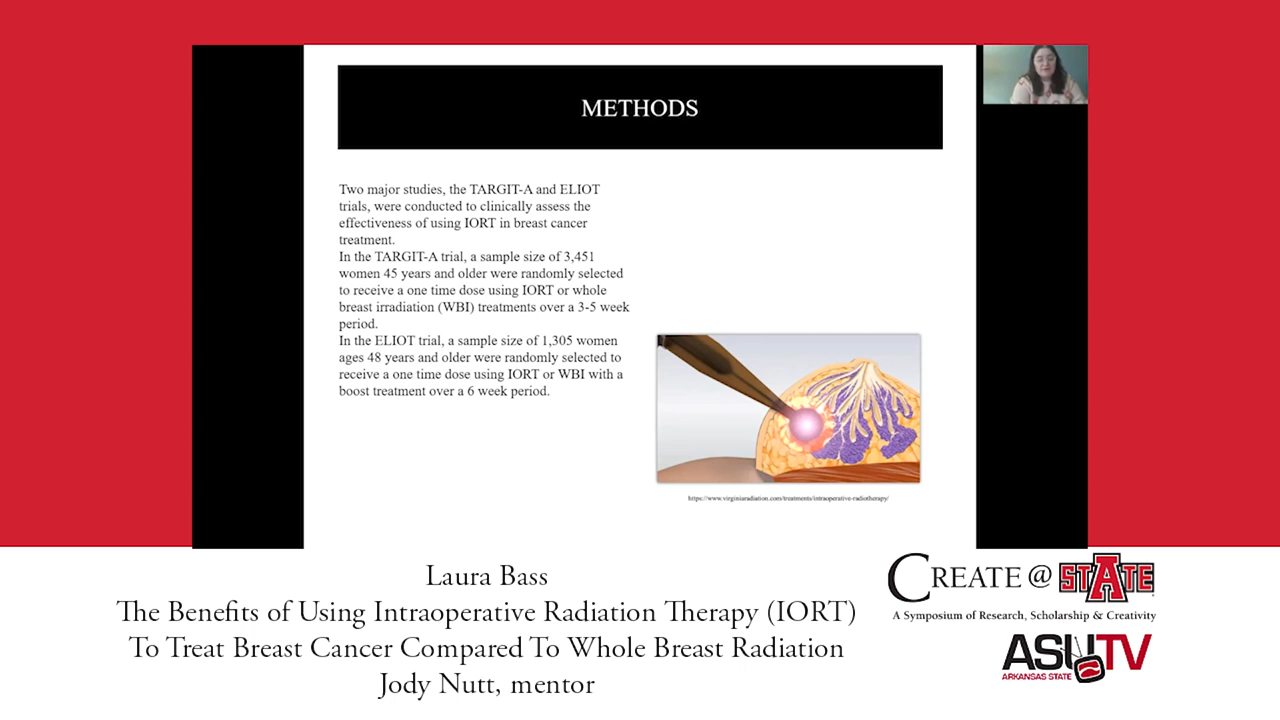 METHODS
Two major studies, the TARGIT-A and ELIOT
trials, were conducted to clinically assess the
effectiveness of using IORT in breast cancer
treatment.
In the TARGIT-A trial, a sample size of 3,451
women 45 years and older were randomly selected
to receive a one time dose using IORT or whole
breast irradiation (WBI) treatments over a 3-5 week
period.
In the ELIOT trial, a sample size of 1,305 women
ages 48 years and older were randomly selected to
receive a one time dose using IORT or WBI with a
boost treatment over a 6 week period.
https://www.virginiaradiation.com/treatments/intraoperative-radiotherapy/
Laura Bass
The Benefits of Using Intraoperative Radiation Therapy (IORT)
To Treat Breast Cancer Compared To Whole Breast Radiation
Jody Nutt, mentor
CREATE @ STATE
A Symposium of Research, Scholarship & Creativity
ASUTV
ARKANSAS STATE